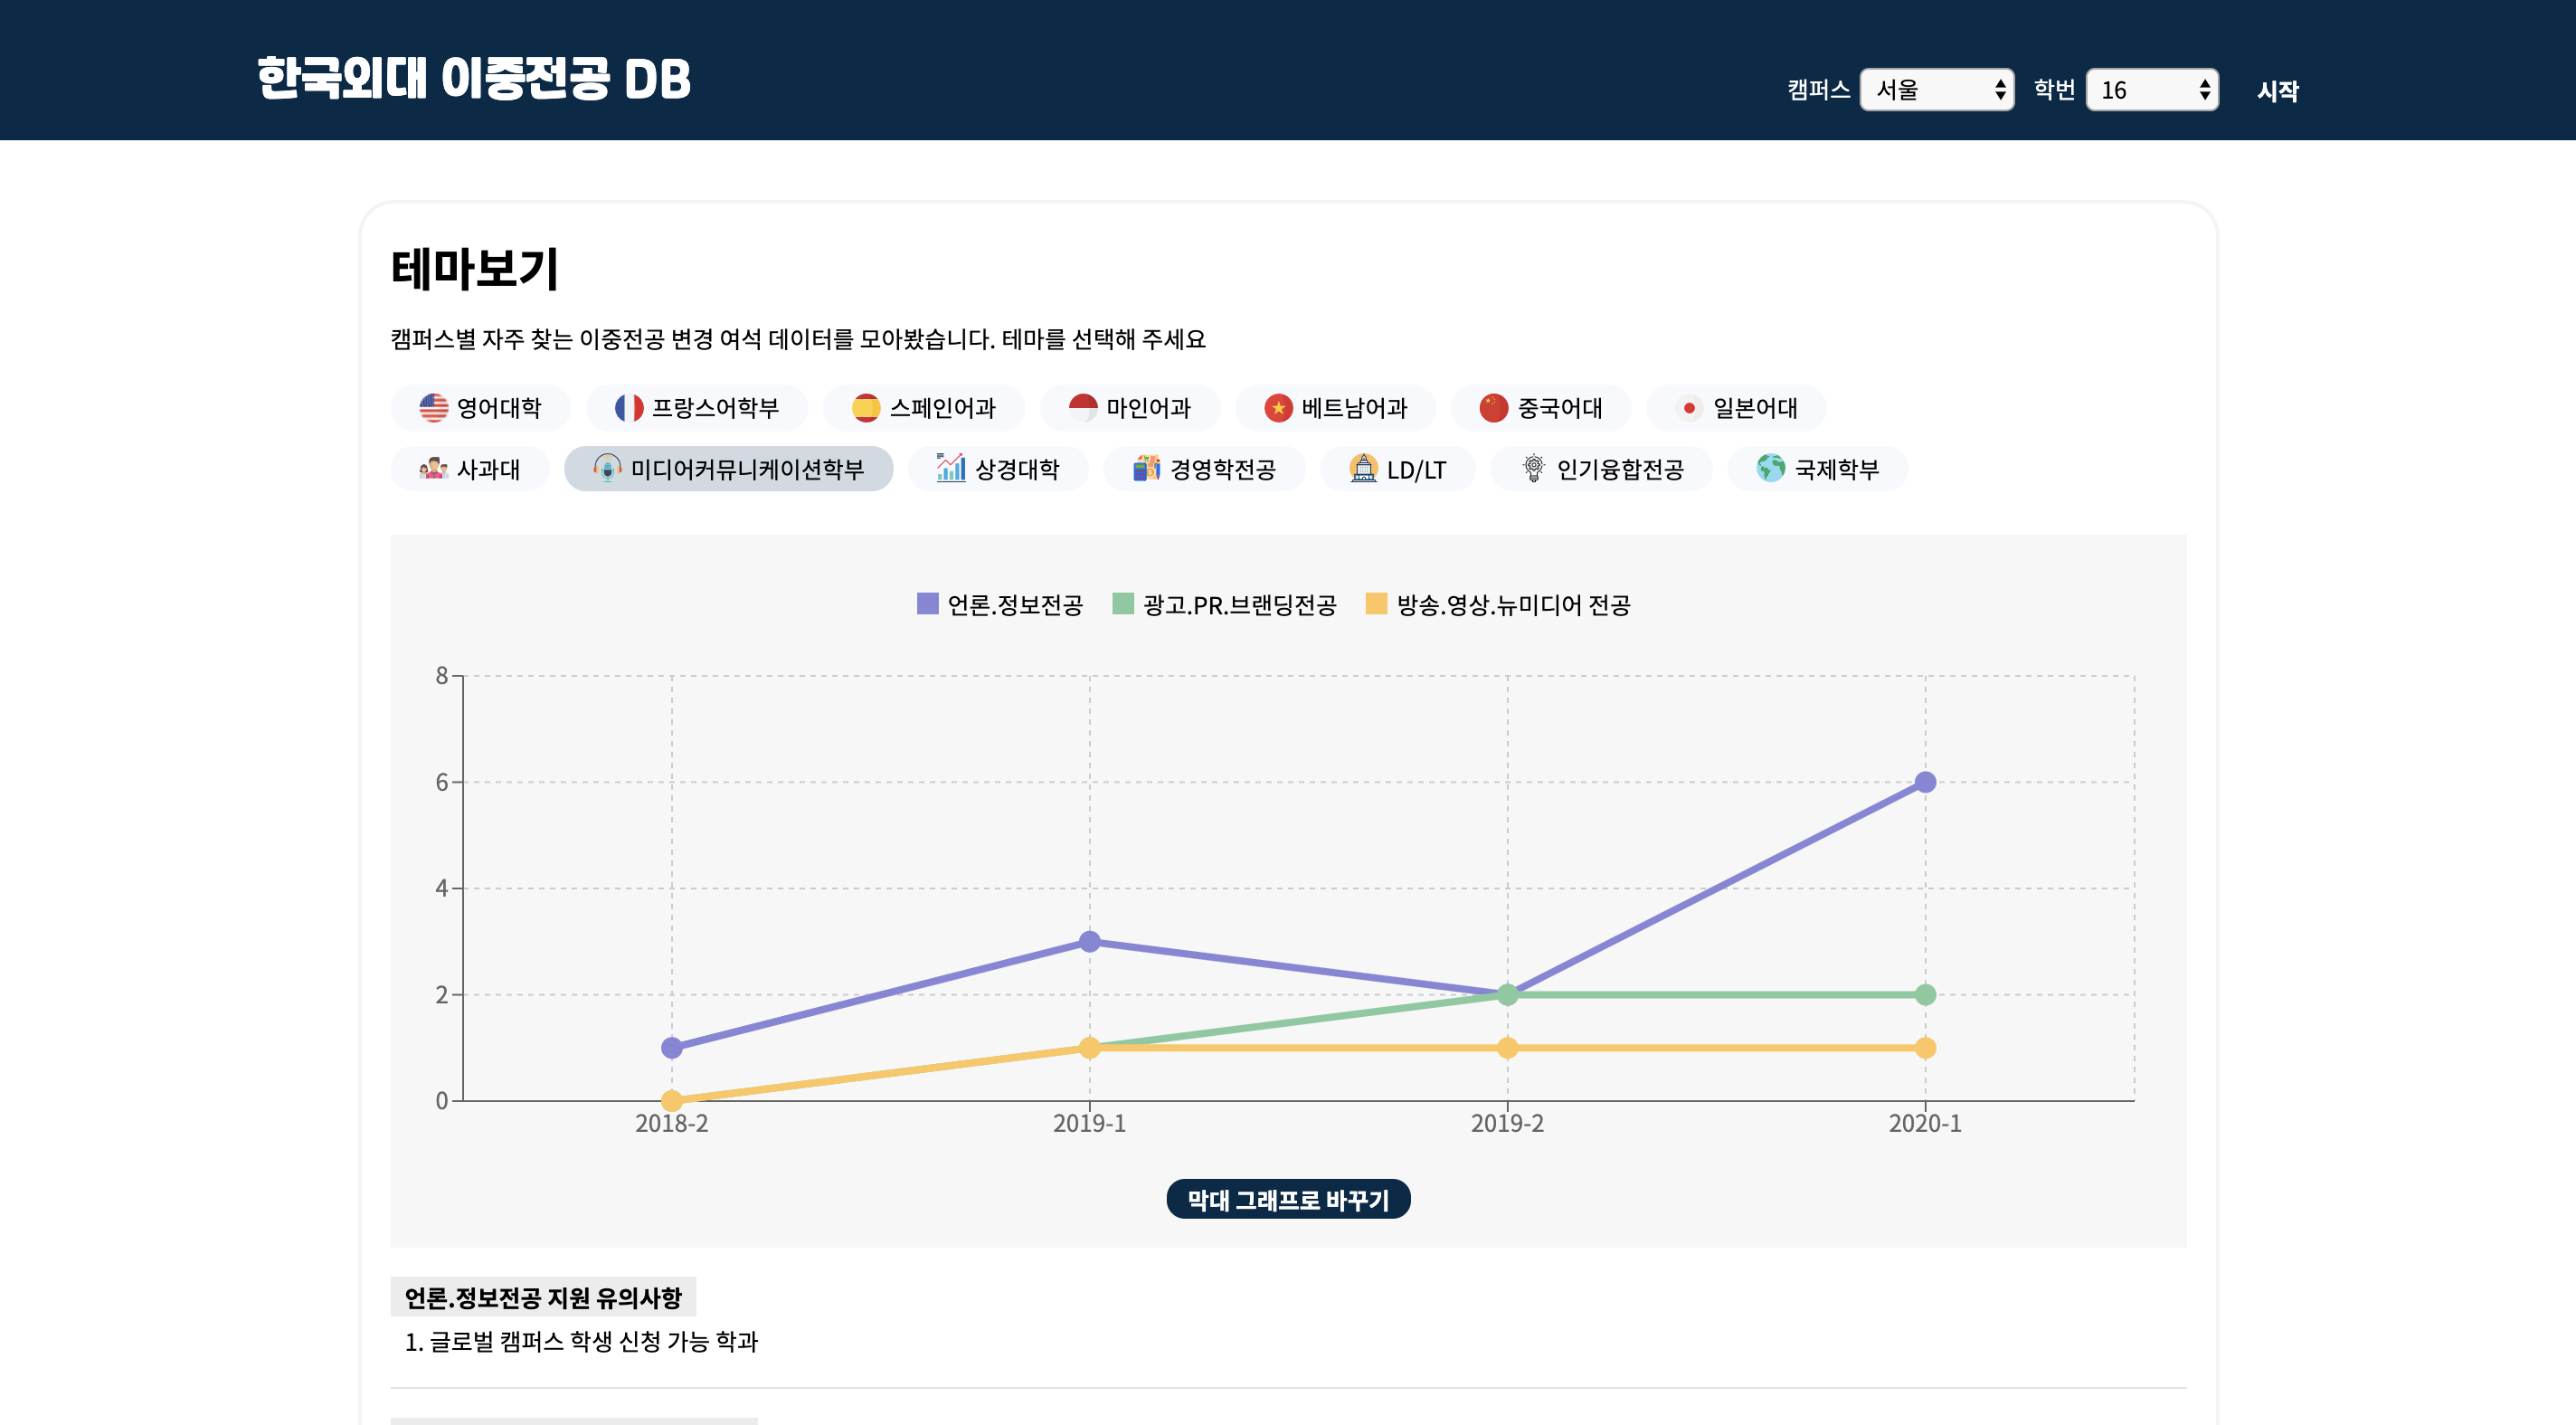 한국외대 이중전공 DB
캠퍼스 서울 학번 16 시작
테마보기
캠퍼스별 자주 찾는 이중전공 변경 여석 데이터를 모아봤습니다. 테마를 선택해 주세요
영어대학 프랑스어학부 스페인어과 마인어과 베트남어과 중국어대 일본어대
사과대 미디어커뮤니케이션학부 상경대학 경영학전공 LD/LT 인기융합전공 국제학부
언론.정보전공 광고.PR.브랜딩전공 방송.영상.뉴미디어 전공
8
6
4
2
0
2018-2 2019-1 2019-2 2020-1
막대 그래프로 바꾸기
언론.정보전공 지원 유의사항
1. 글로벌 캠퍼스 학생 신청 가능 학과